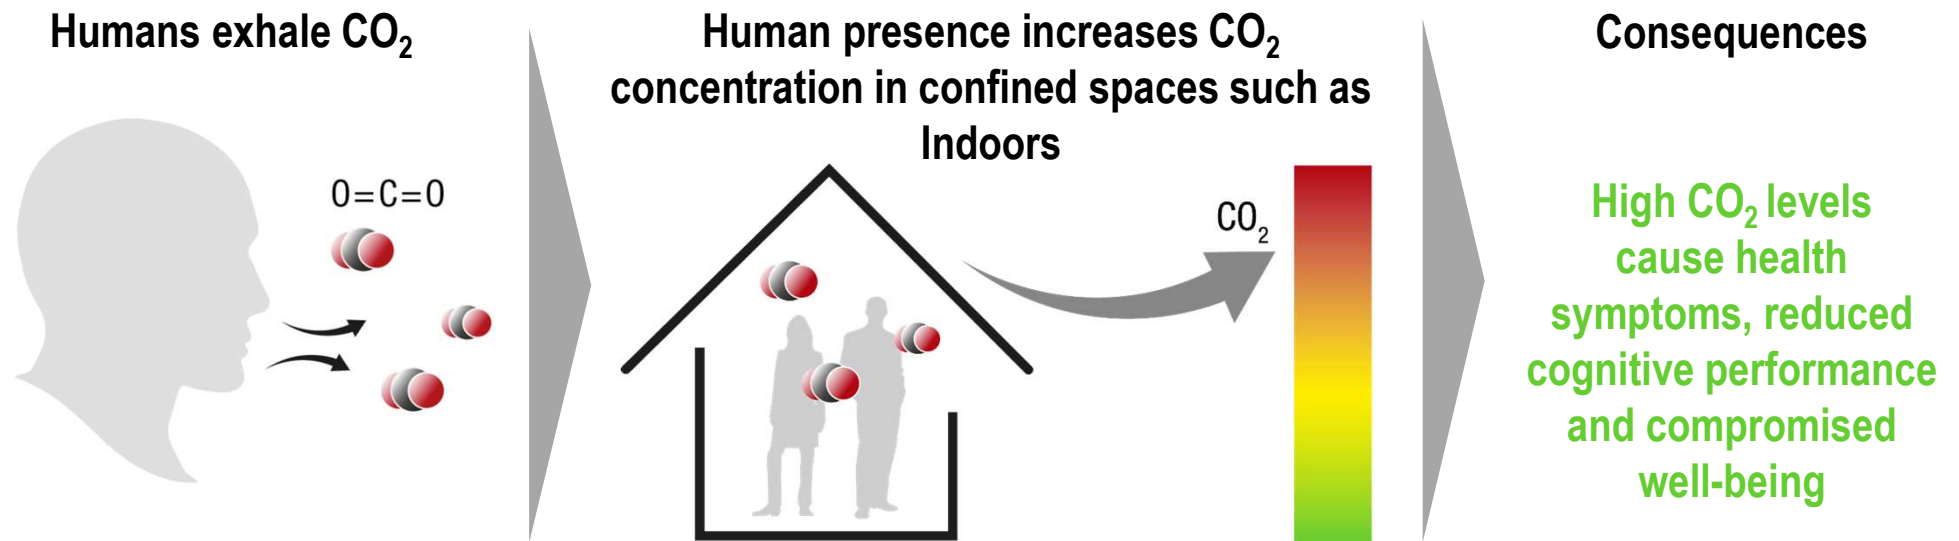 Humans exhale CO₂
O=C=O
Human presence increases CO₂
concentration in confined spaces such as
Indoors
CO₂
Consequences
High CO₂ levels
cause health
symptoms, reduced
cognitive performance
and compromised
well-being